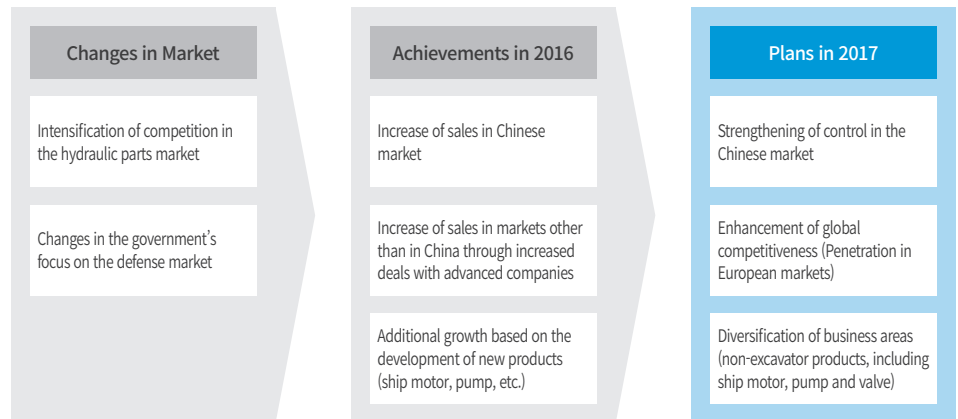 Changes in Market
Intensification of competition in
the hydraulic parts market
Changes in the government's
focus on the defense market
Achievements in 2016
Increase of sales in Chinese
market
Increase of sales in markets other
than in China through increased
deals with advanced companies
Additional growth based on the
development of new products
(ship motor, pump, etc.)
Plans in 2017
Strengthening of control in the
Chinese market
Enhancement of global
competitiveness (Penetration in
European markets)
Diversification of business areas
(non-excavator products, including
ship motor, pump and valve)